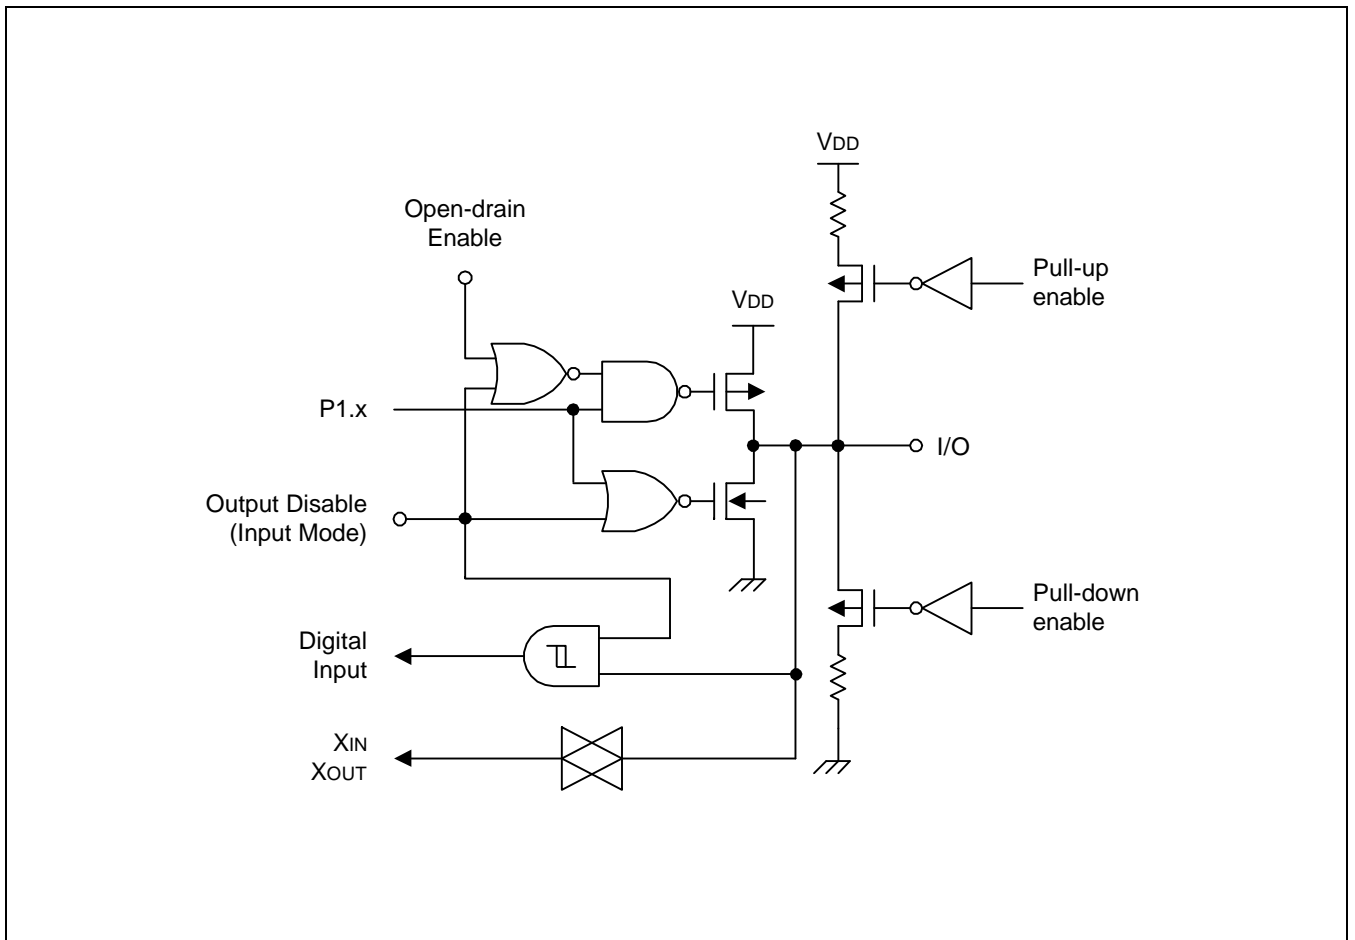 VDD
Open-drain
Enable
Pull-up
enable
VDD
P1.x
I/O
Output Disable
(Input Mode)
Pull-down
enable
Digital
Input
XIN
XOUT